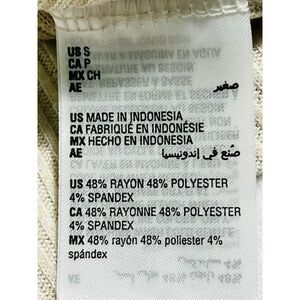 US S
CA P
MX CH
AE صغير
US MADE IN INDONESIA
CA FABRIQUÉ EN INDONÉSIE
MX HECHO EN INDONESIA
AE صنع في إندونيسيا
US 48% RAYON 48% POLYESTER
4% SPANDEX
CA 48% RAYONNE 48% POLYESTER
4% SPANDEX
MX 48% rayón 48% poliester 4%
spándex